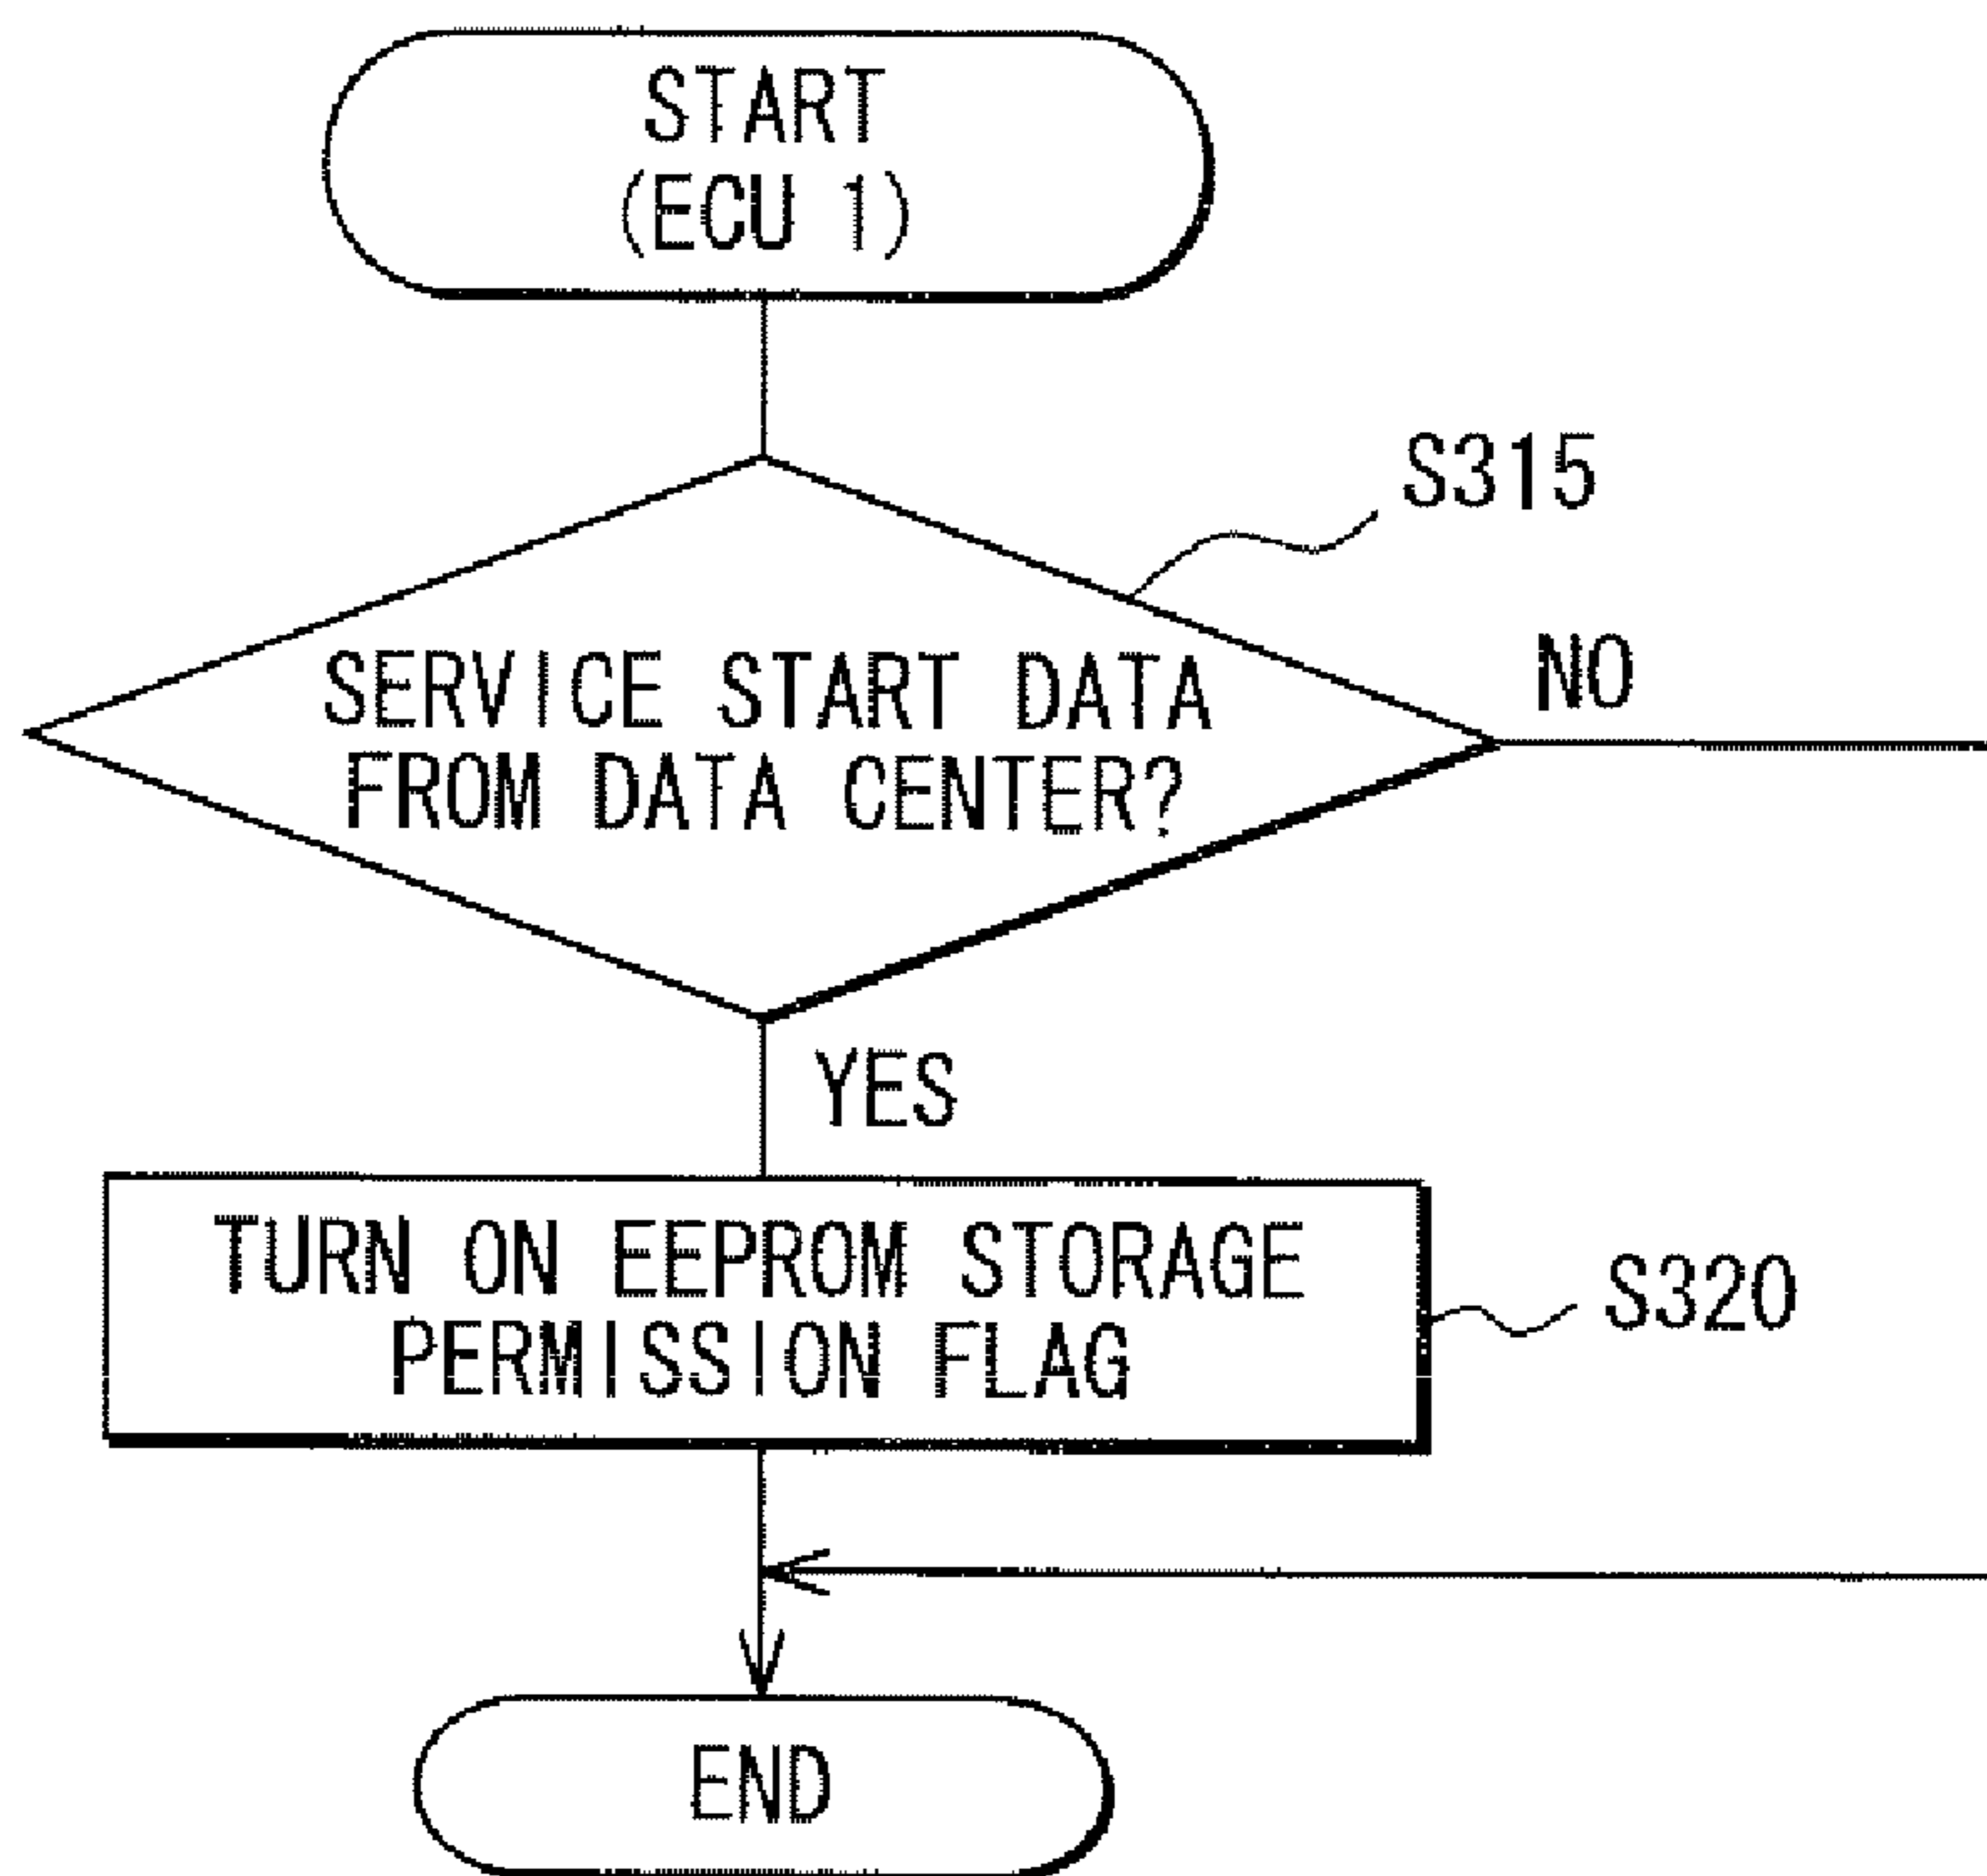 START
(ECU 1)
S315
SERVICE START DATA
FROM DATA CENTER?
NO
YES
TURN ON EEPROM STORAGE
PERMISSION FLAG
S320
END